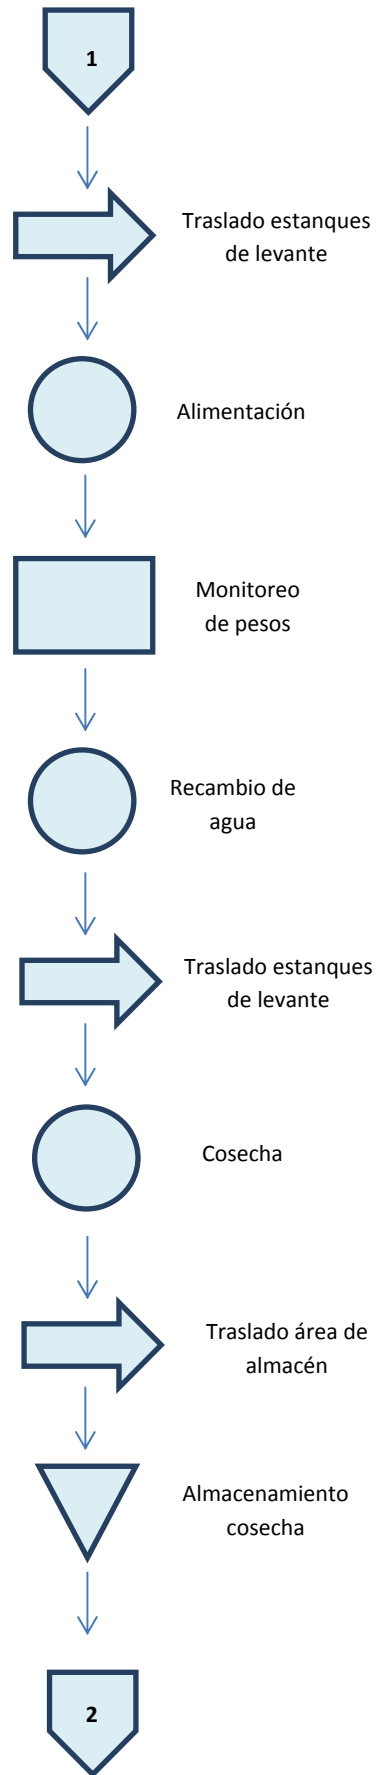 1
Traslado estanques
de levante
Alimentación
Monitoreo
de pesos
Recambio de
agua
Traslado estanques
de levante
Cosecha
Traslado área de
almacén
Almacenamiento
cosecha
2